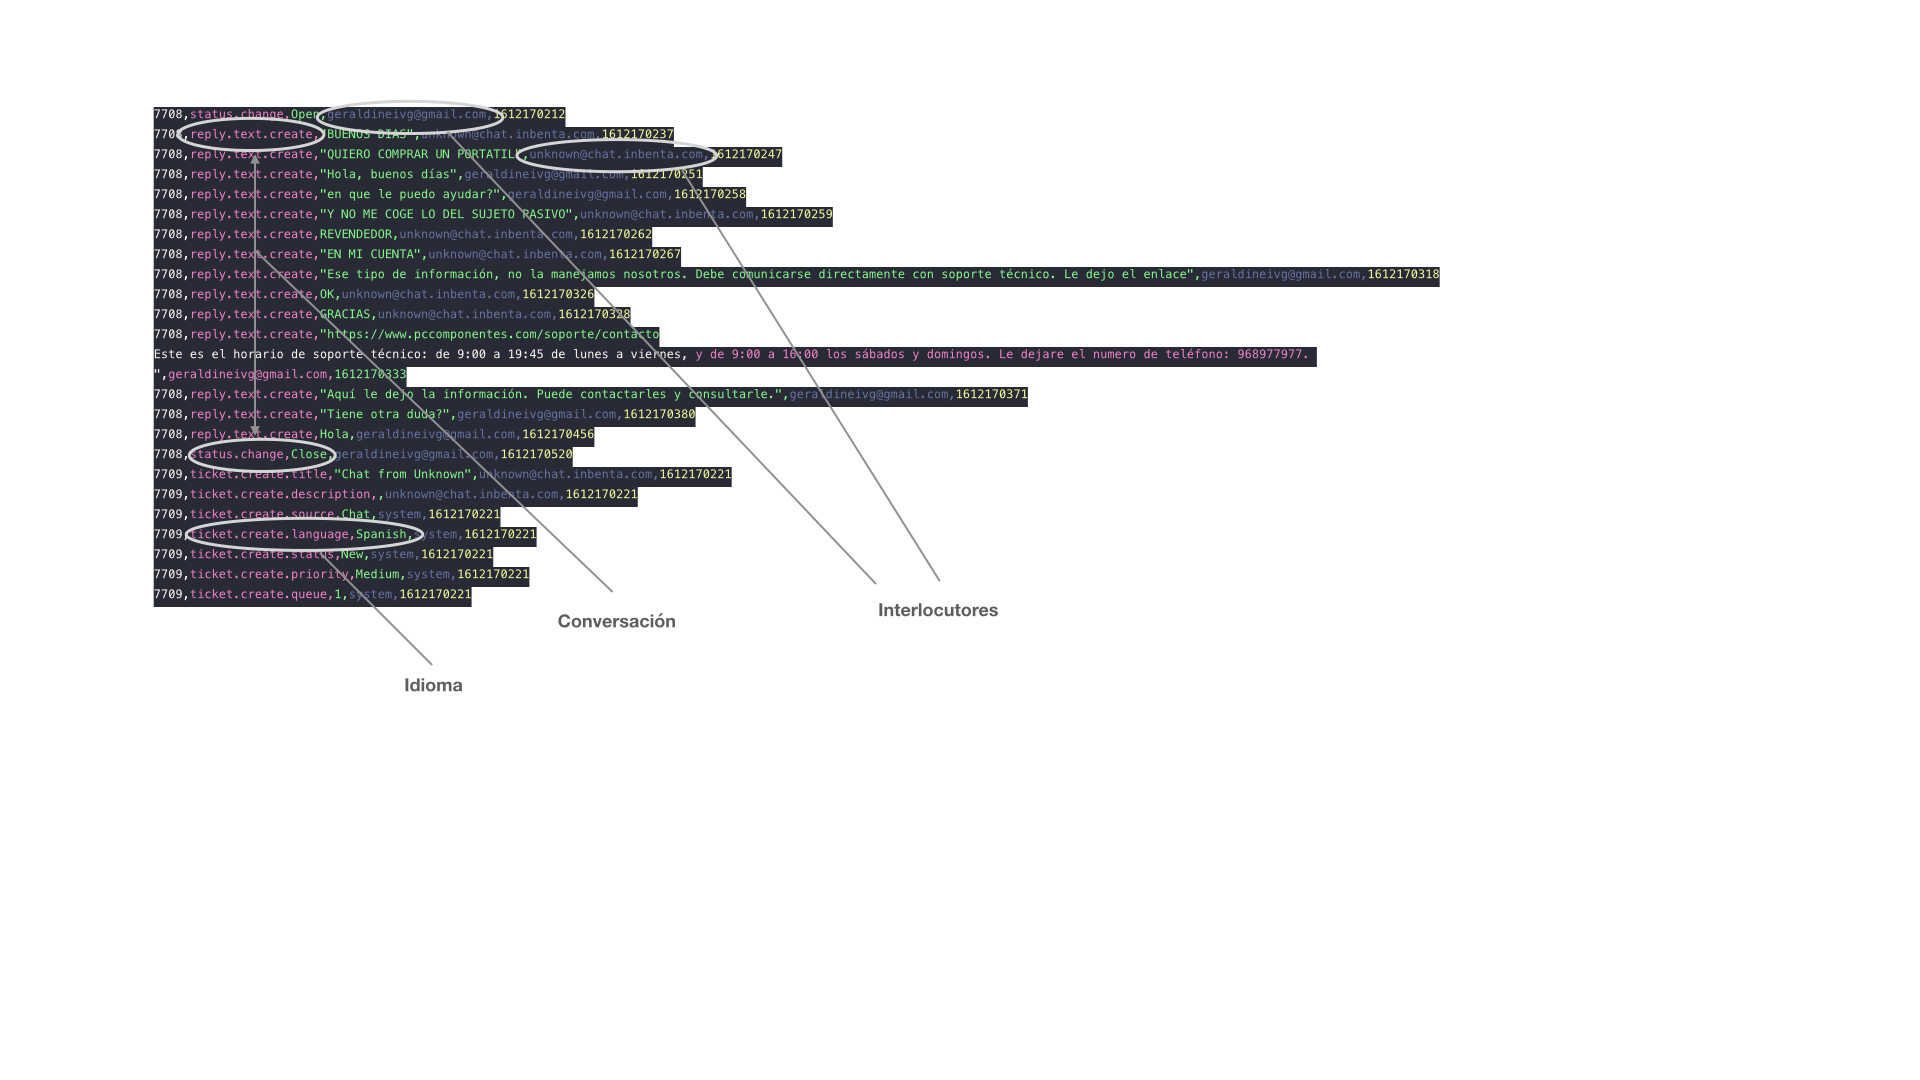 7708,status.change,Open,geraldineivg@gmail.com,1612170212
7708,reply.text.create,"BUENOS DIAS",unknown@chat.inbenta.com,1612170237
7708,reply.text.create,"QUIERO COMPRAR UN PORTATIL",unknown@chat.inbenta.com,1612170247
7708,reply.text.create,"Hola, buenos días",geraldineivg@gmail.com,1612170251
7708,reply.text.create,"en que le puedo ayudar?",geraldineivg@gmail.com,1612170258
7708,reply.text.create,"Y NO ME COGE LO DEL SUJETO PASIVO",unknown@chat.inbenta.com,1612170259
7708,reply.text.create,REVENDEDOR,unknown@chat.inbenta.com,1612170262
7708,reply.text.create,"EN MI CUENTA",unknown@chat.inbenta.com,1612170267
7708,reply.text.create,"Ese tipo de información, no la manejamos nosotros. Debe comunicarse directamente con soporte técnico. Le dejo el enlace",geraldineivg@gmail.com,1612170318
7708,reply.text.create,OK,unknown@chat.inbenta.com,1612170326
7708,reply.text.create,GRACIAS,unknown@chat.inbenta.com,1612170328
7708,reply.text.create,"https://www.pccomponentes.com/soporte/contacto
Este es el horario de soporte técnico: de 9:00 a 19:45 de lunes a viernes, y de 9:00 a 16:00 los sábados y domingos. Le dejare el numero de teléfono: 968977977.
",geraldineivg@gmail.com,1612170333
7708,reply.text.create,"Aquí le dejo la información. Puede contactarles y consultarle.",geraldineivg@gmail.com,1612170371
7708,reply.text.create,"Tiene otra duda?",geraldineivg@gmail.com,1612170380
7708,reply.text.create,Hola,geraldineivg@gmail.com,1612170456
7708,status.change,Close,geraldineivg@gmail.com,1612170520
7709,ticket.create.title,"Chat from Unknown",unknown@chat.inbenta.com,1612170221
7709,ticket.create.description,,unknown@chat.inbenta.com,1612170221
7709,ticket.create.source,Chat,system,1612170221
7709,ticket.create.language,Spanish,system,1612170221
7709,ticket.create.status,New,system,1612170221
7709,ticket.create.priority,Medium,system,1612170221
7709,ticket.create.queue,1,system,1612170221
Interlocutores
Conversación
Idioma